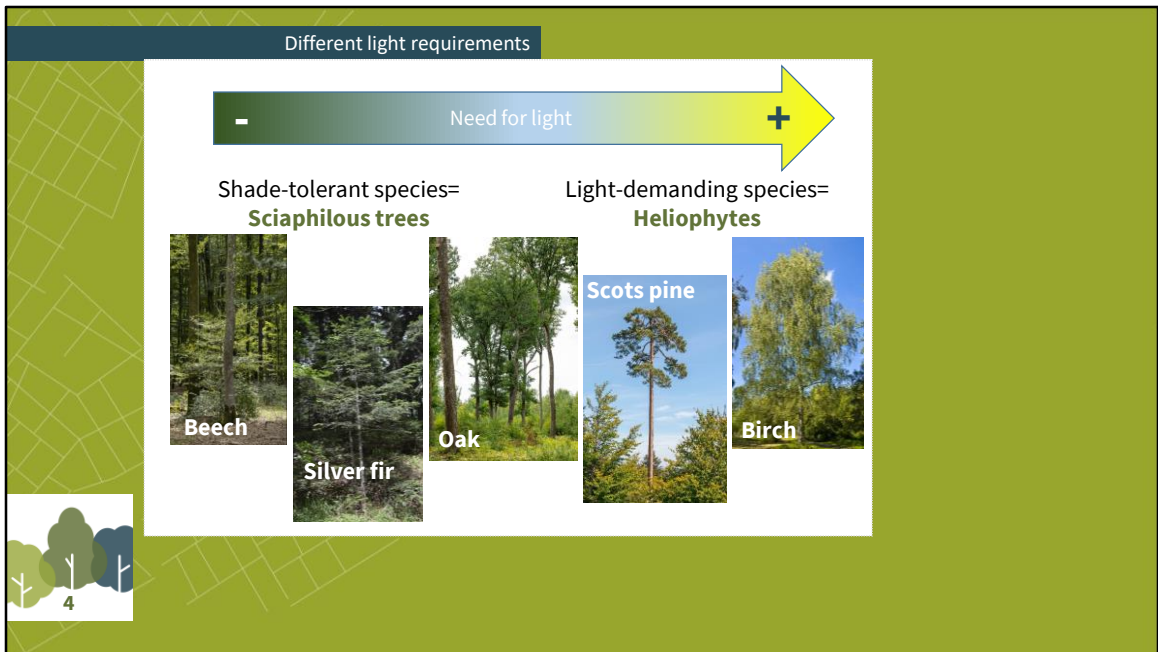 Different light requirements
- Need for light +
Shade-tolerant species=
Sciaphilous trees
Light-demanding species=
Heliophytes
Beech
Silver fir
Oak
Scots pine
Birch
4